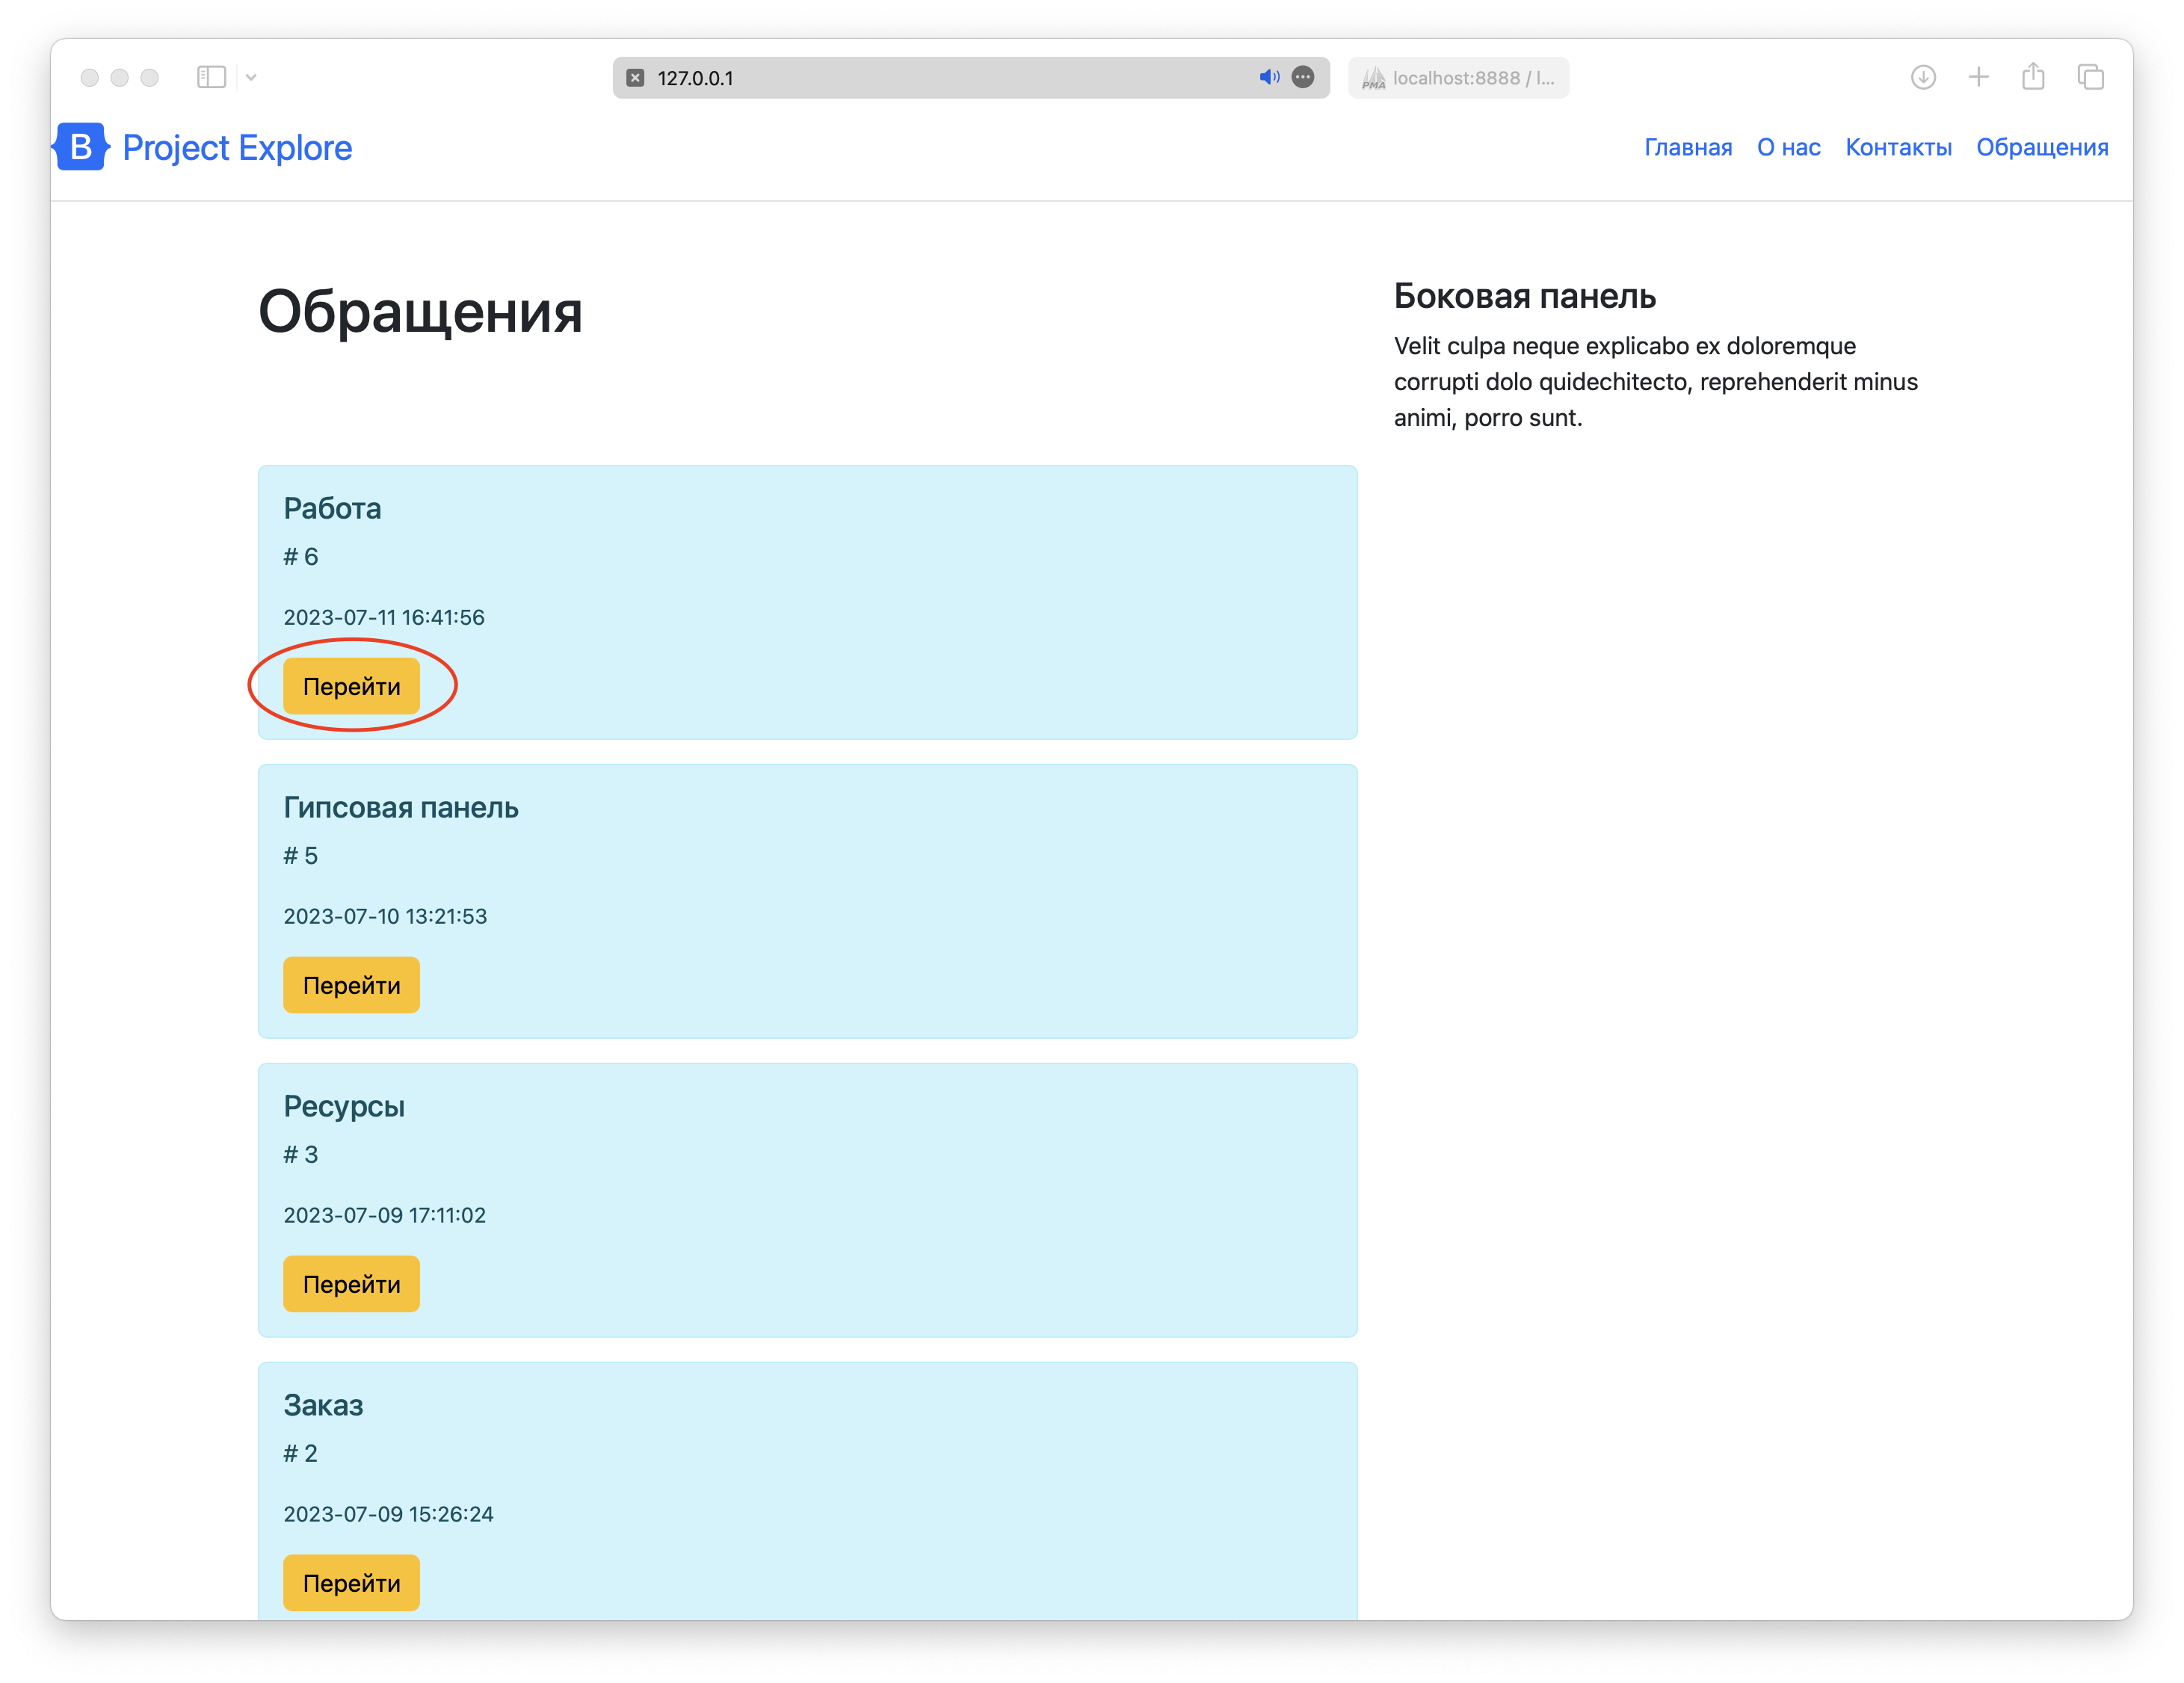 127.0.0.1
PMA localhost:8888 / l...
B Project Explore
Главная О нас Контакты Обращения
Обращения
Боковая панель
Velit culpa neque explicabo ex doloremque
corrupti dolo quidechitecto, reprehenderit minus
animi, porro sunt.
Работа
# 6
2023-07-11 16:41:56
Перейти
Гипсовая панель
# 5
2023-07-10 13:21:53
Перейти
Ресурсы
# 3
2023-07-09 17:11:02
Перейти
Заказ
# 2
2023-07-09 15:26:24
Перейти